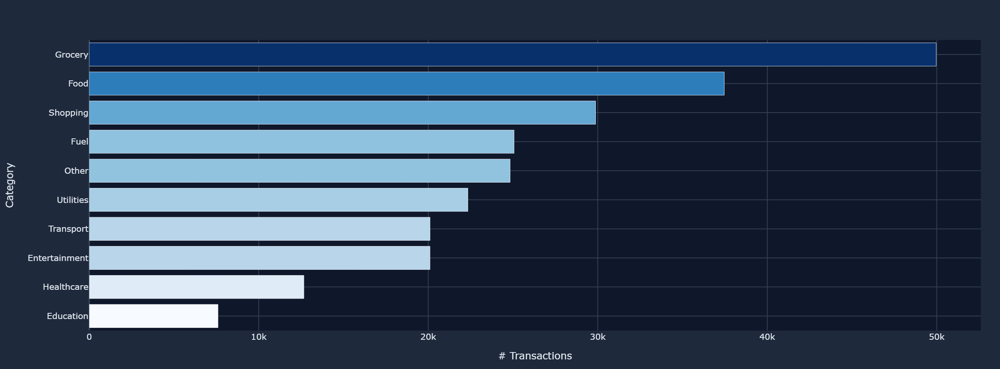 Grocery
Food
Shopping
Fuel
Other
Utilities
Transport
Entertainment
Healthcare
Education
Category
0 10k 20k 30k 40k 50k
# Transactions